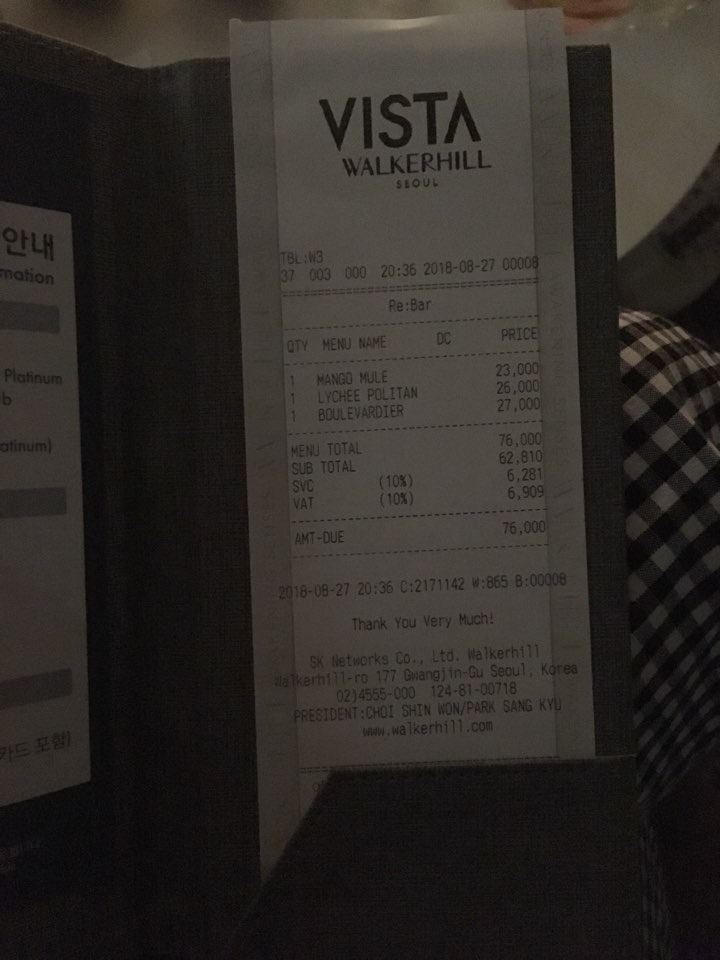 안내
mation
Platinum
b
atinum)
카드 포함)
VISTA
WALKERHILL
SEOUL
TBL:W3
37 003 000 20:36 2018-08-27 00008
Re:Bar
QTY MENU NAME DC PRICE
1 MANGO MULE 23,000
1 LYCHEE POLITAN 26,000
1 BOULEVARDIER 27,000
MENU TOTAL 76,000
SUB TOTAL 62,810
SVC (10%) 6,281
VAT (10%) 6,909
AMT-DUE 76,000
2018-08-27 20:36 C:2171142 W:865 B:00008
Thank You Very Much!
SK Networks Co., Ltd. Walkerhill
Walkerhill-ro 177 Gwangjin-Gu Seoul, Korea
02)4555-000 124-81-00718
PRESIDENT:CHOI SHIN WON/PARK SANG KYU
www.walkerhill.com